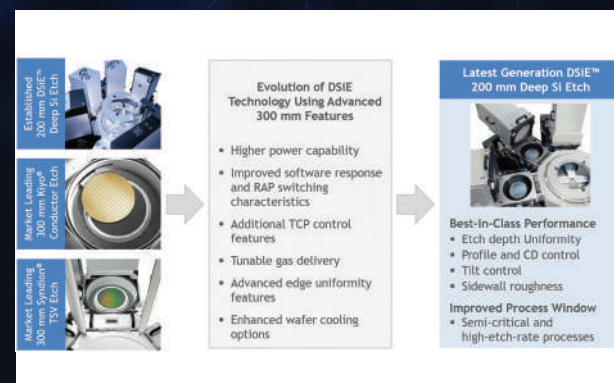 Established
200 mm DSiE™
Deep Si Etch
Market Leading
300 mm Kiyo®
Conductor Etch
Market Leading
300 mm Syndion®
TSV Etch
Evolution of DSiE
Technology Using Advanced
300 mm Features
• Higher power capability
• Improved software response
and RAP switching
characteristics
• Additional TCP control
features
• Tunable gas delivery
• Advanced edge uniformity
features
• Enhanced wafer cooling
options
Latest Generation DSiE™
200 mm Deep Si Etch
Best-in-Class Performance
▪ Etch depth Uniformity
▪ Profile and CD control
▪ Tilt control
▪ Sidewall roughness
Improved Process Window
▪ Semi-critical and
high-etch-rate processes